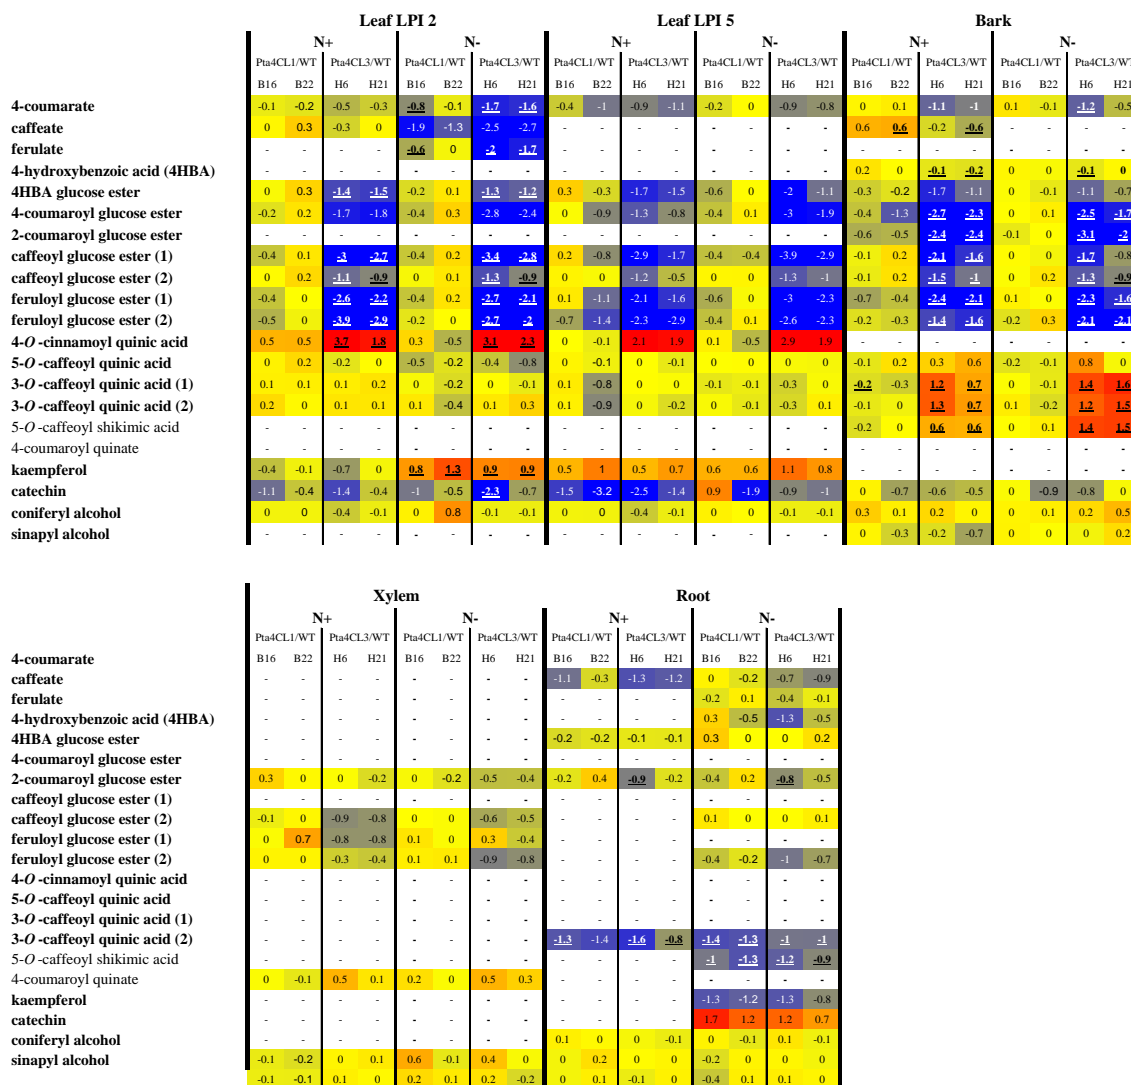 Leaf LPI 2 Leaf LPI 5 Bark
N+ N- N+ N- N+ N-
Pta4CL1/WT Pta4CL3/WT Pta4CL1/WT Pta4CL3/WT Pta4CL1/WT Pta4CL3/WT Pta4CL1/WT Pta4CL3/WT Pta4CL1/WT Pta4CL3/WT Pta4CL1/WT Pta4CL3/WT
B16 B22 H6 H21 B16 B22 H6 H21 B16 B22 H6 H21 B16 B22 H6 H21 B16 B22 H6 H21 B16 B22 H6 H21
4-coumarate -0.1 -0.2 -0.5 -0.3 -0.8 -0.1 -1.7 -1.6 -0.4 -1 -0.9 -1.1 -0.2 0 -0.9 -0.8 0 0.1 -1.1 -1 0.1 -0.1 -1.2 -0.5
caffeate 0 0.3 -0.3 0 -1.9 -1.3 -2.5 -2.7 - - - - - - - - 0.6 0.6 -0.2 -0.6 - - - -
ferulate - - - - -0.6 0 -2 -1.7 - - - - - - - - - - - - - - - -
4-hydroxybenzoic acid (4HBA) - - - - - - - - - - - - - - - - 0.2 0 -0.1 -0.2 0 0 -0.1 0
4HBA glucose ester 0 0.3 -1.4 -1.5 -0.2 0.1 -1.3 -1.2 0.3 -0.3 -1.7 -1.5 -0.6 0 -2 -1.1 -0.3 -0.2 -1.7 -1.1 0 -0.1 -1.1 -0.7
4-coumaroyl glucose ester -0.2 0.2 -1.7 -1.8 -0.4 0.3 -2.8 -2.4 0 -0.9 -1.3 -0.8 -0.4 0.1 -3 -1.9 -0.4 -1.3 -2.7 -2.3 0 0.1 -2.5 -1.7
2-coumaroyl glucose ester - - - - - - - - - - - - - - - - -0.6 -0.5 -2.4 -2.4 -0.1 0 -3.1 -2
caffeoyl glucose ester (1) -0.4 0.1 -3 -2.7 -0.4 0.2 -3.4 -2.8 0.2 -0.8 -2.9 -1.7 -0.4 -0.4 -3.9 -2.9 -0.1 0.2 -2.1 -1.6 0 0 -1.7 -0.8
caffeoyl glucose ester (2) 0 0.2 -1.1 -0.9 0 0.1 -1.3 -0.9 0 0 -1.2 -0.5 0 0 -1.3 -1 -0.1 0.2 -1.5 -1 0 0.2 -1.3 -0.9
feruloyl glucose ester (1) -0.4 0 -2.6 -2.2 -0.4 0.2 -2.7 -2.1 0.1 -1.1 -2.1 -1.6 -0.6 0 -3 -2.3 -0.7 -0.4 -2.4 -2.1 0.1 0 -2.3 -1.6
feruloyl glucose ester (2) -0.5 0 -3.9 -2.9 -0.2 0 -2.7 -2 -0.7 -1.4 -2.3 -2.9 -0.4 0.1 -2.6 -2.3 -0.2 -0.3 -1.4 -1.6 -0.2 0.3 -2.1 -2.1
4-O-cinnamoyl quinic acid 0.5 0.5 3.7 1.8 0.3 -0.5 3.1 2.3 0 -0.1 2.1 1.9 0.1 -0.5 2.9 1.9 - - - - - - - -
5-O-caffeoyl quinic acid 0 0.2 -0.2 0 -0.5 -0.2 -0.4 -0.8 0 -0.1 0 -0.1 0 0 0 0 -0.1 0.2 0.3 0.6 -0.2 -0.1 0.8 0
3-O-caffeoyl quinic acid (1) 0.1 0.1 0.1 0.2 0 -0.2 0 -0.1 0.1 -0.8 0 0 -0.1 -0.1 -0.3 0 -0.2 -0.3 1.2 0.7 0 -0.1 1.4 1.6
3-O-caffeoyl quinic acid (2) 0.2 0 0.1 0.1 0.1 -0.4 0.1 0.3 0.1 -0.9 0 -0.2 0 -0.1 -0.3 0.1 -0.1 0 1.3 0.7 0.1 -0.2 1.2 1.5
5-O-caffeoyl shikimic acid - - - - - - - - - - - - - - - - -0.2 0 0.6 0.6 0 0.1 1.4 1.5
4-coumaroyl quinate - - - - - - - - - - - - - - - - - - - - - - - -
kaempferol -0.4 -0.1 -0.7 0 0.8 1.3 0.9 0.9 0.5 1 0.5 0.7 0.6 0.6 1.1 0.8 - - - - - - - -
catechin -1.1 -0.4 -1.4 -0.4 -1 -0.5 -2.3 -0.7 -1.5 -3.2 -2.5 -1.4 0.9 -1.9 -0.9 -1 0 -0.7 -0.6 -0.5 0 -0.9 -0.8 0
coniferyl alcohol 0 0 -0.4 -0.1 0 0.8 -0.1 -0.1 0 0 -0.4 -0.1 0 0 -0.1 -0.1 0.3 0.1 0.2 0 0 0.1 0.2 0.5
sinapyl alcohol - - - - - - - - - - - - - - - - 0 -0.3 -0.2 -0.7 0 0 0 0.2
Xylem Root
N+ N- N+ N-
Pta4CL1/WT Pta4CL3/WT Pta4CL1/WT Pta4CL3/WT Pta4CL1/WT Pta4CL3/WT Pta4CL1/WT Pta4CL3/WT
4-coumarate B16 B22 H6 H21 B16 B22 H6 H21 B16 B22 H6 H21 B16 B22 H6 H21
caffeate - - - - - - - - -1.1 -0.3 -1.3 -1.2 0 -0.2 -0.7 -0.9
ferulate - - - - - - - - - - - - -0.2 0.1 -0.4 -0.1
4-hydroxybenzoic acid (4HBA) - - - - - - - - - - - - 0.3 -0.5 -1.3 -0.5
4HBA glucose ester - - - - - - - - -0.2 -0.2 -0.1 -0.1 0.3 0 0 0.2
4-coumaroyl glucose ester - - - - - - - - - - - - - - - -
2-coumaroyl glucose ester 0.3 0 0 -0.2 0 -0.2 -0.5 -0.4 -0.2 0.4 -0.9 -0.2 -0.4 0.2 -0.8 -0.5
caffeoyl glucose ester (1) - - - - - - - - - - - - - - - -
caffeoyl glucose ester (2) -0.1 0 -0.9 -0.8 0 0 -0.6 -0.5 - - - - 0.1 0 0 0.1
feruloyl glucose ester (1) 0 0.7 -0.8 -0.8 0.1 0 0.3 -0.4 - - - - - - - -
feruloyl glucose ester (2) 0 0 -0.3 -0.4 0.1 0.1 -0.9 -0.8 - - - - -0.4 -0.2 -1 -0.7
4-O-cinnamoyl quinic acid - - - - - - - - - - - - - - - -
5-O-caffeoyl quinic acid - - - - - - - - - - - - - - - -
3-O-caffeoyl quinic acid (1) - - - - - - - - - - - - - - - -
3-O-caffeoyl quinic acid (2) - - - - - - - - -1.3 -1.4 -1.6 -0.8 -1.4 -1.3 -1 -1
5-O-caffeoyl shikimic acid - - - - - - - - - - - - -1 -1.3 -1.2 -0.9
4-coumaroyl quinate 0 -0.1 0.5 0.1 0.2 0 0.5 0.3 - - - - - - - -
kaempferol - - - - - - - - - - - - -1.3 -1.2 -1.3 -0.8
catechin - - - - - - - - - - - - 1.7 1.2 1.2 0.7
coniferyl alcohol - - - - - - - - 0.1 0 0 -0.1 0 -0.1 0.1 -0.1
sinapyl alcohol -0.1 -0.2 0 0.1 0.6 -0.1 0.4 0 0 0.2 0 0 -0.2 0 0 0
-0.1 -0.1 0.1 0 0.2 0.1 0.2 -0.2 0 0.1 -0.1 0 -0.4 0.1 0 0